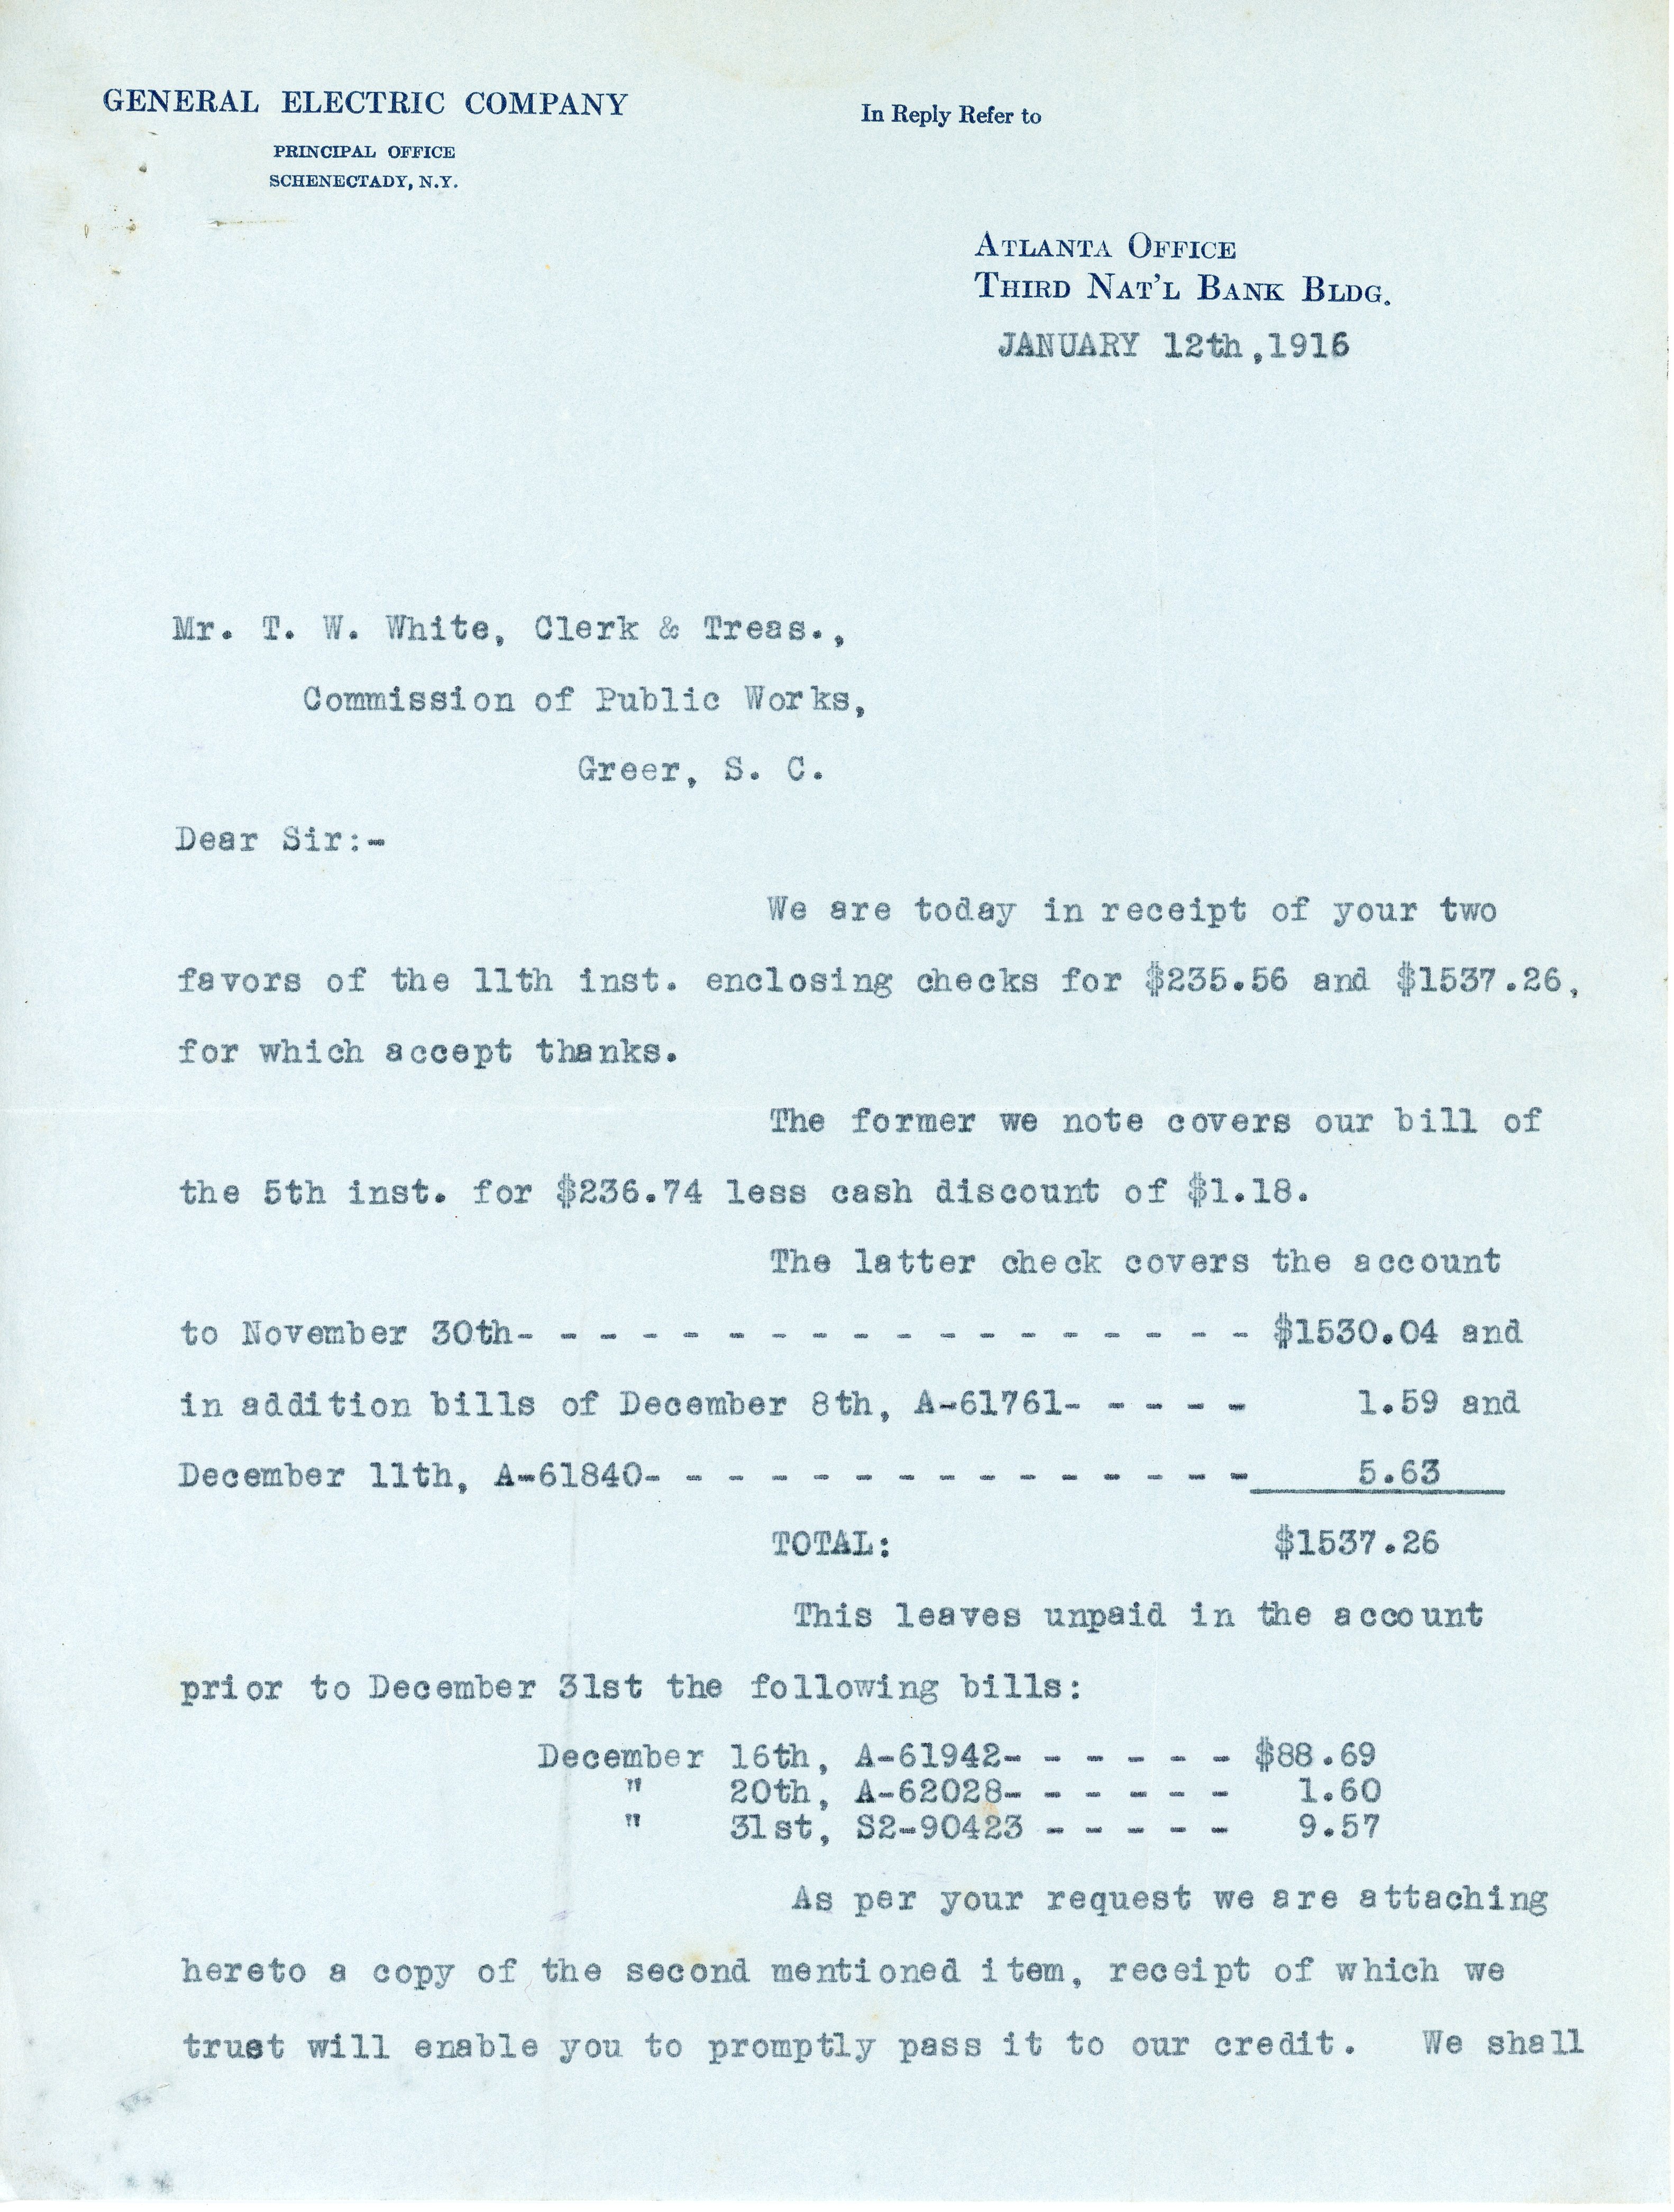 GENERAL ELECTRIC COMPANY
In Reply Refer to
PRINCIPAL OFFICE
SCHENECTADY, N.Y.
ATLANTA OFFICE
THIRD NAT'L BANK BLDG.
JANUARY 12th,1916
Mr. T. W. White, Clerk & Treas.,
Commission of Public Works,
Greer, S. C.
Dear Sir:-
We are today in receipt of your two
favors of the 11th inst. enclosing checks for $235.56 and $1537.26,
for which accept thanks.
The former we note covers our bill of
the 5th inst. for $236.74 less cash discount of $1.18.
The latter check covers the account
to November 30th- - - - - - - - - - - - - - - - - - $1530.04 and
in addition bills of December 8th, A-61761- - - - - 1.59 and
December 11th, A-61840- - - - - - - - - - - - - - - 5.63
TOTAL: $1537.26
This leaves unpaid in the account
prior to December 31st the following bills:
December 16th, A-61942- - - - - - $88.69
" 20th, A-62028- - - - - - 1.60
" 31st, S2-90423 - - - - - 9.57
As per your request we are attaching
hereto a copy of the second mentioned item, receipt of which we
trust will enable you to promptly pass it to our credit. We shall